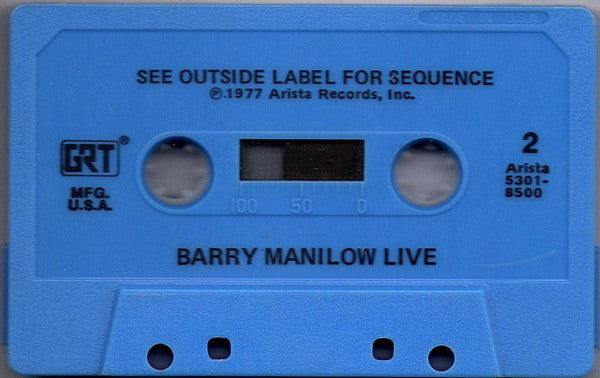 MADE IN U.S.A.
SEE OUTSIDE LABEL FOR SEQUENCE
℗1977 Arista Records, Inc.
GRT®
MFG.
U.S.A.
2
Arista
5301-
8500
100 50 0
BARRY MANILOW LIVE